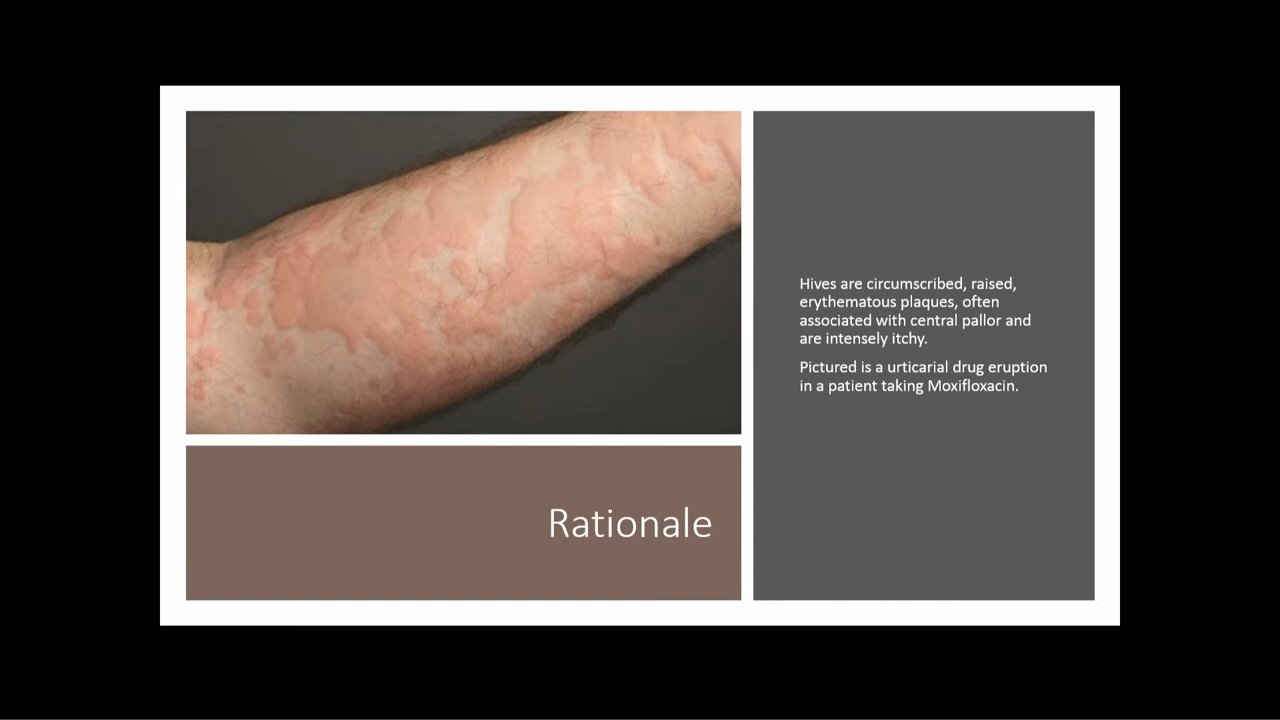 Hives are circumscribed, raised,
erythematous plaques, often
associated with central pallor and
are intensely itchy.
Pictured is a urticarial drug eruption
in a patient taking Moxifloxacin.
Rationale